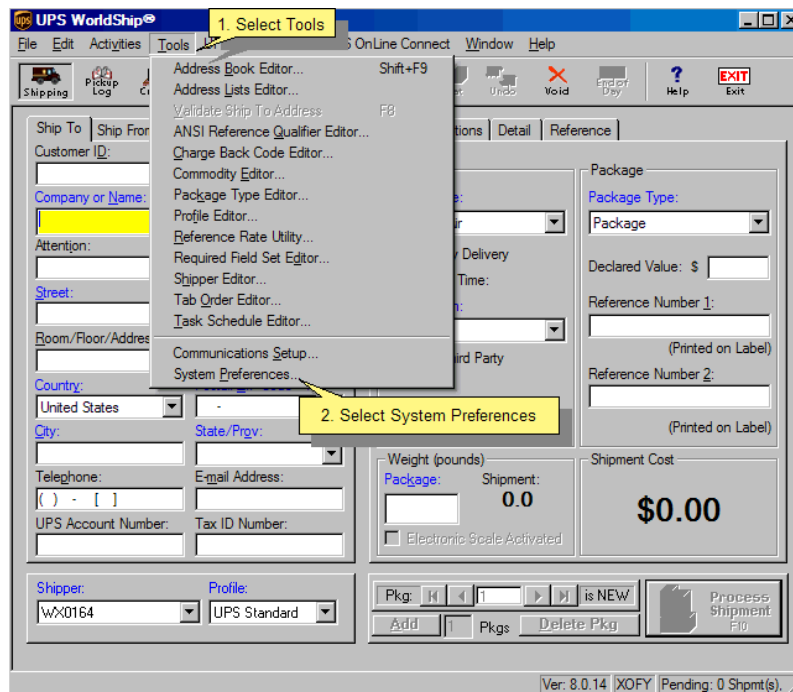 UPS WorldShip®
1. Select Tools
File Edit Activities Tools OnLine Connect Window Help
Shipping Pickup Log Undo Void End of Day Help EXIT Exit
Address Book Editor... Shift+F9
Address Lists Editor...
Validate Ship To Address F8
ANSI Reference Qualifier Editor...
Charge Back Code Editor...
Commodity Editor...
Package Type Editor...
Profile Editor...
Reference Rate Utility...
Required Field Set Editor...
Shipper Editor...
Tab Order Editor...
Task Schedule Editor...
Communications Setup...
System Preferences...
2. Select System Preferences
Ship To Ship From Detail Reference
Customer ID:
Company or Name:
Attention:
Street:
Country:
United States
-
City: State/Prov:
Telephone: E-mail Address:
( ) - [ ]
UPS Account Number: Tax ID Number:
Delivery
Time:
Third Party
Package
Package Type:
Package
Declared Value: $
Reference Number 1:
(Printed on Label)
Reference Number 2:
(Printed on Label)
Weight (pounds)
Package: Shipment:
0.0
Electronic Scale Activated
Shipment Cost
$0.00
Shipper: Profile:
WX0164 UPS Standard
Pkg: 1 is NEW
Add 1 Pkgs Delete Pkg
Process
Shipment
F10
Ver: 8.0.14 XOFY Pending: 0 Shpmt(s),